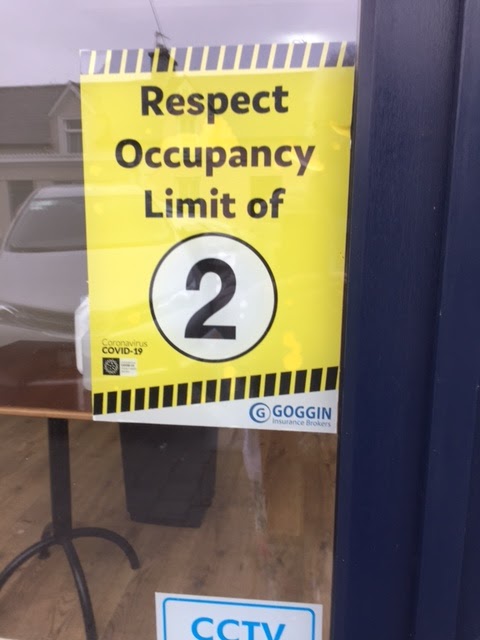 Respect
Occupancy
Limit of
2
Coronavirus
COVID-19
GOGGIN
Insurance Brokers
CCTV